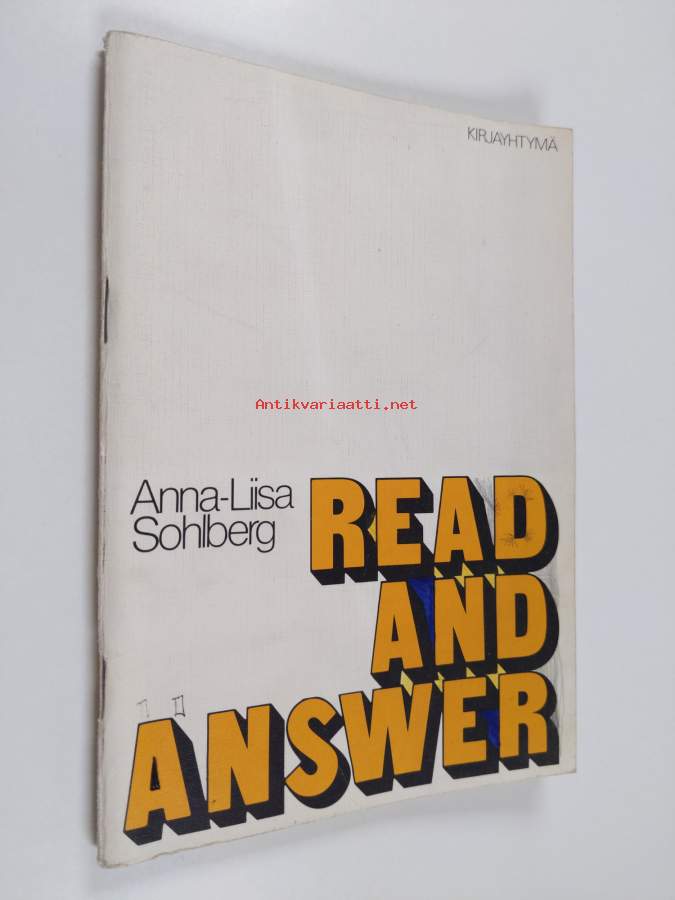 KIRJAYHTYMÄ
Antikvariaatti.net
Anna-Liisa
Sohlberg
READ
AND
ANSWER